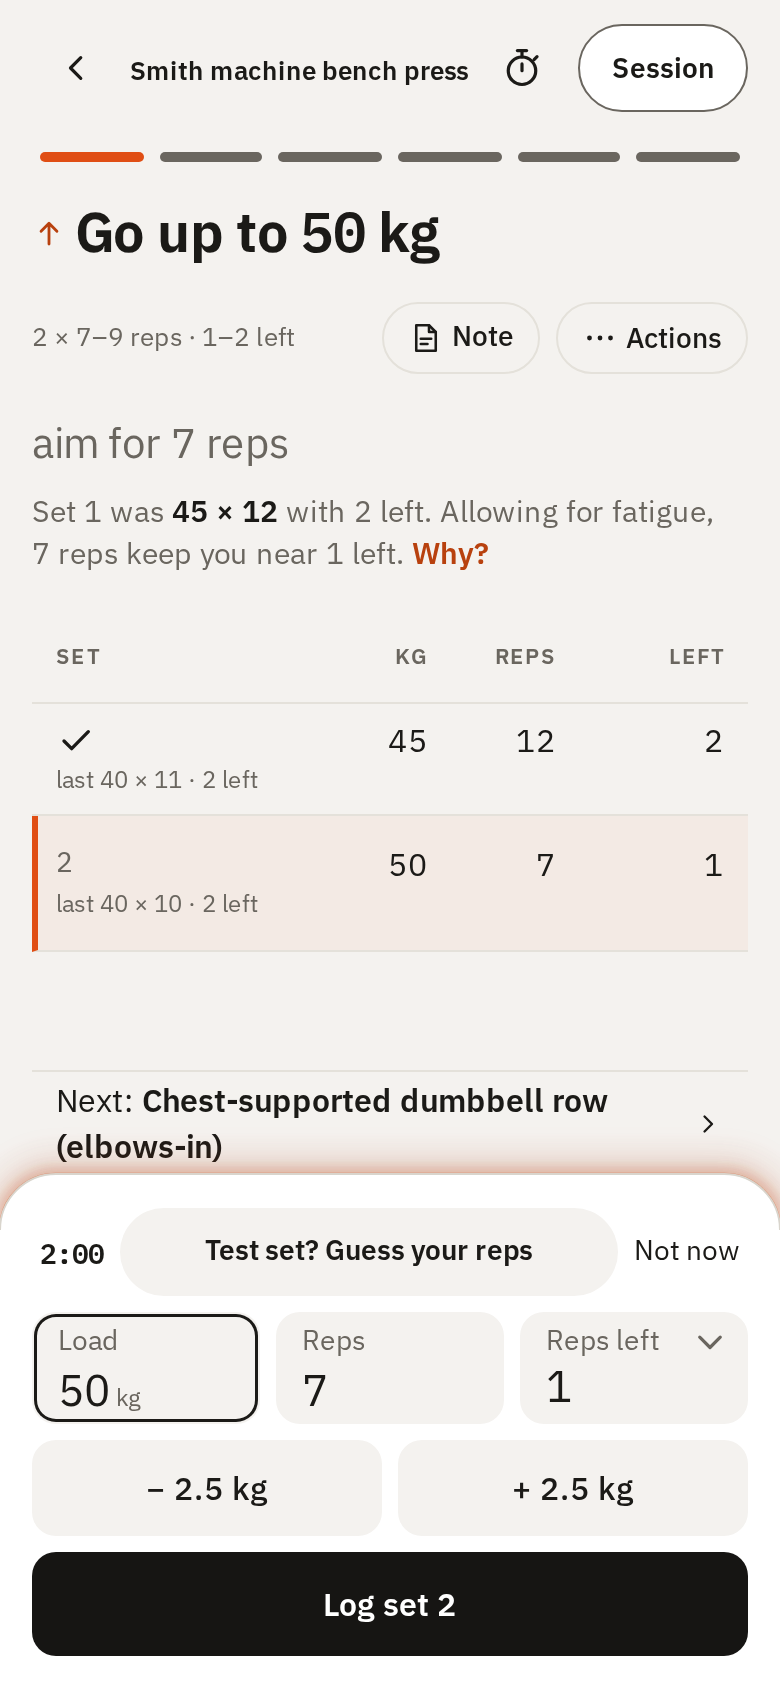 Smith machine bench press
Session
↑ Go up to 50 kg
2 × 7–9 reps · 1–2 left
Note
··· Actions
aim for 7 reps
Set 1 was 45 × 12 with 2 left. Allowing for fatigue,
7 reps keep you near 1 left. Why?
SET KG REPS LEFT
✓ 45 12 2
last 40 × 11 · 2 left
2 50 7 1
last 40 × 10 · 2 left
Next: Chest-supported dumbbell row
(elbows-in)
2:00 Test set? Guess your reps Not now
Load Reps Reps left
50 kg 7 1
− 2.5 kg + 2.5 kg
Log set 2